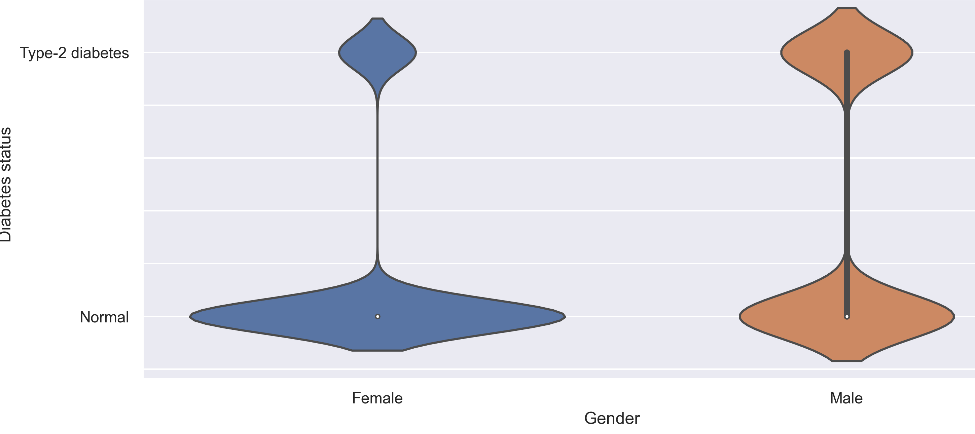 Type-2 diabetes
Diabetes status
Normal
Female
Male
Gender